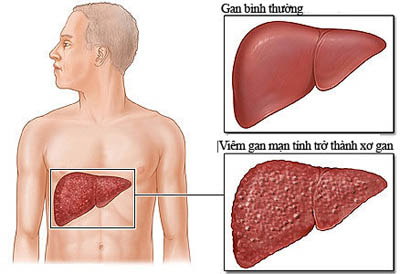 Gan bình thường
Viêm gan mạn tính trở thành xơ gan